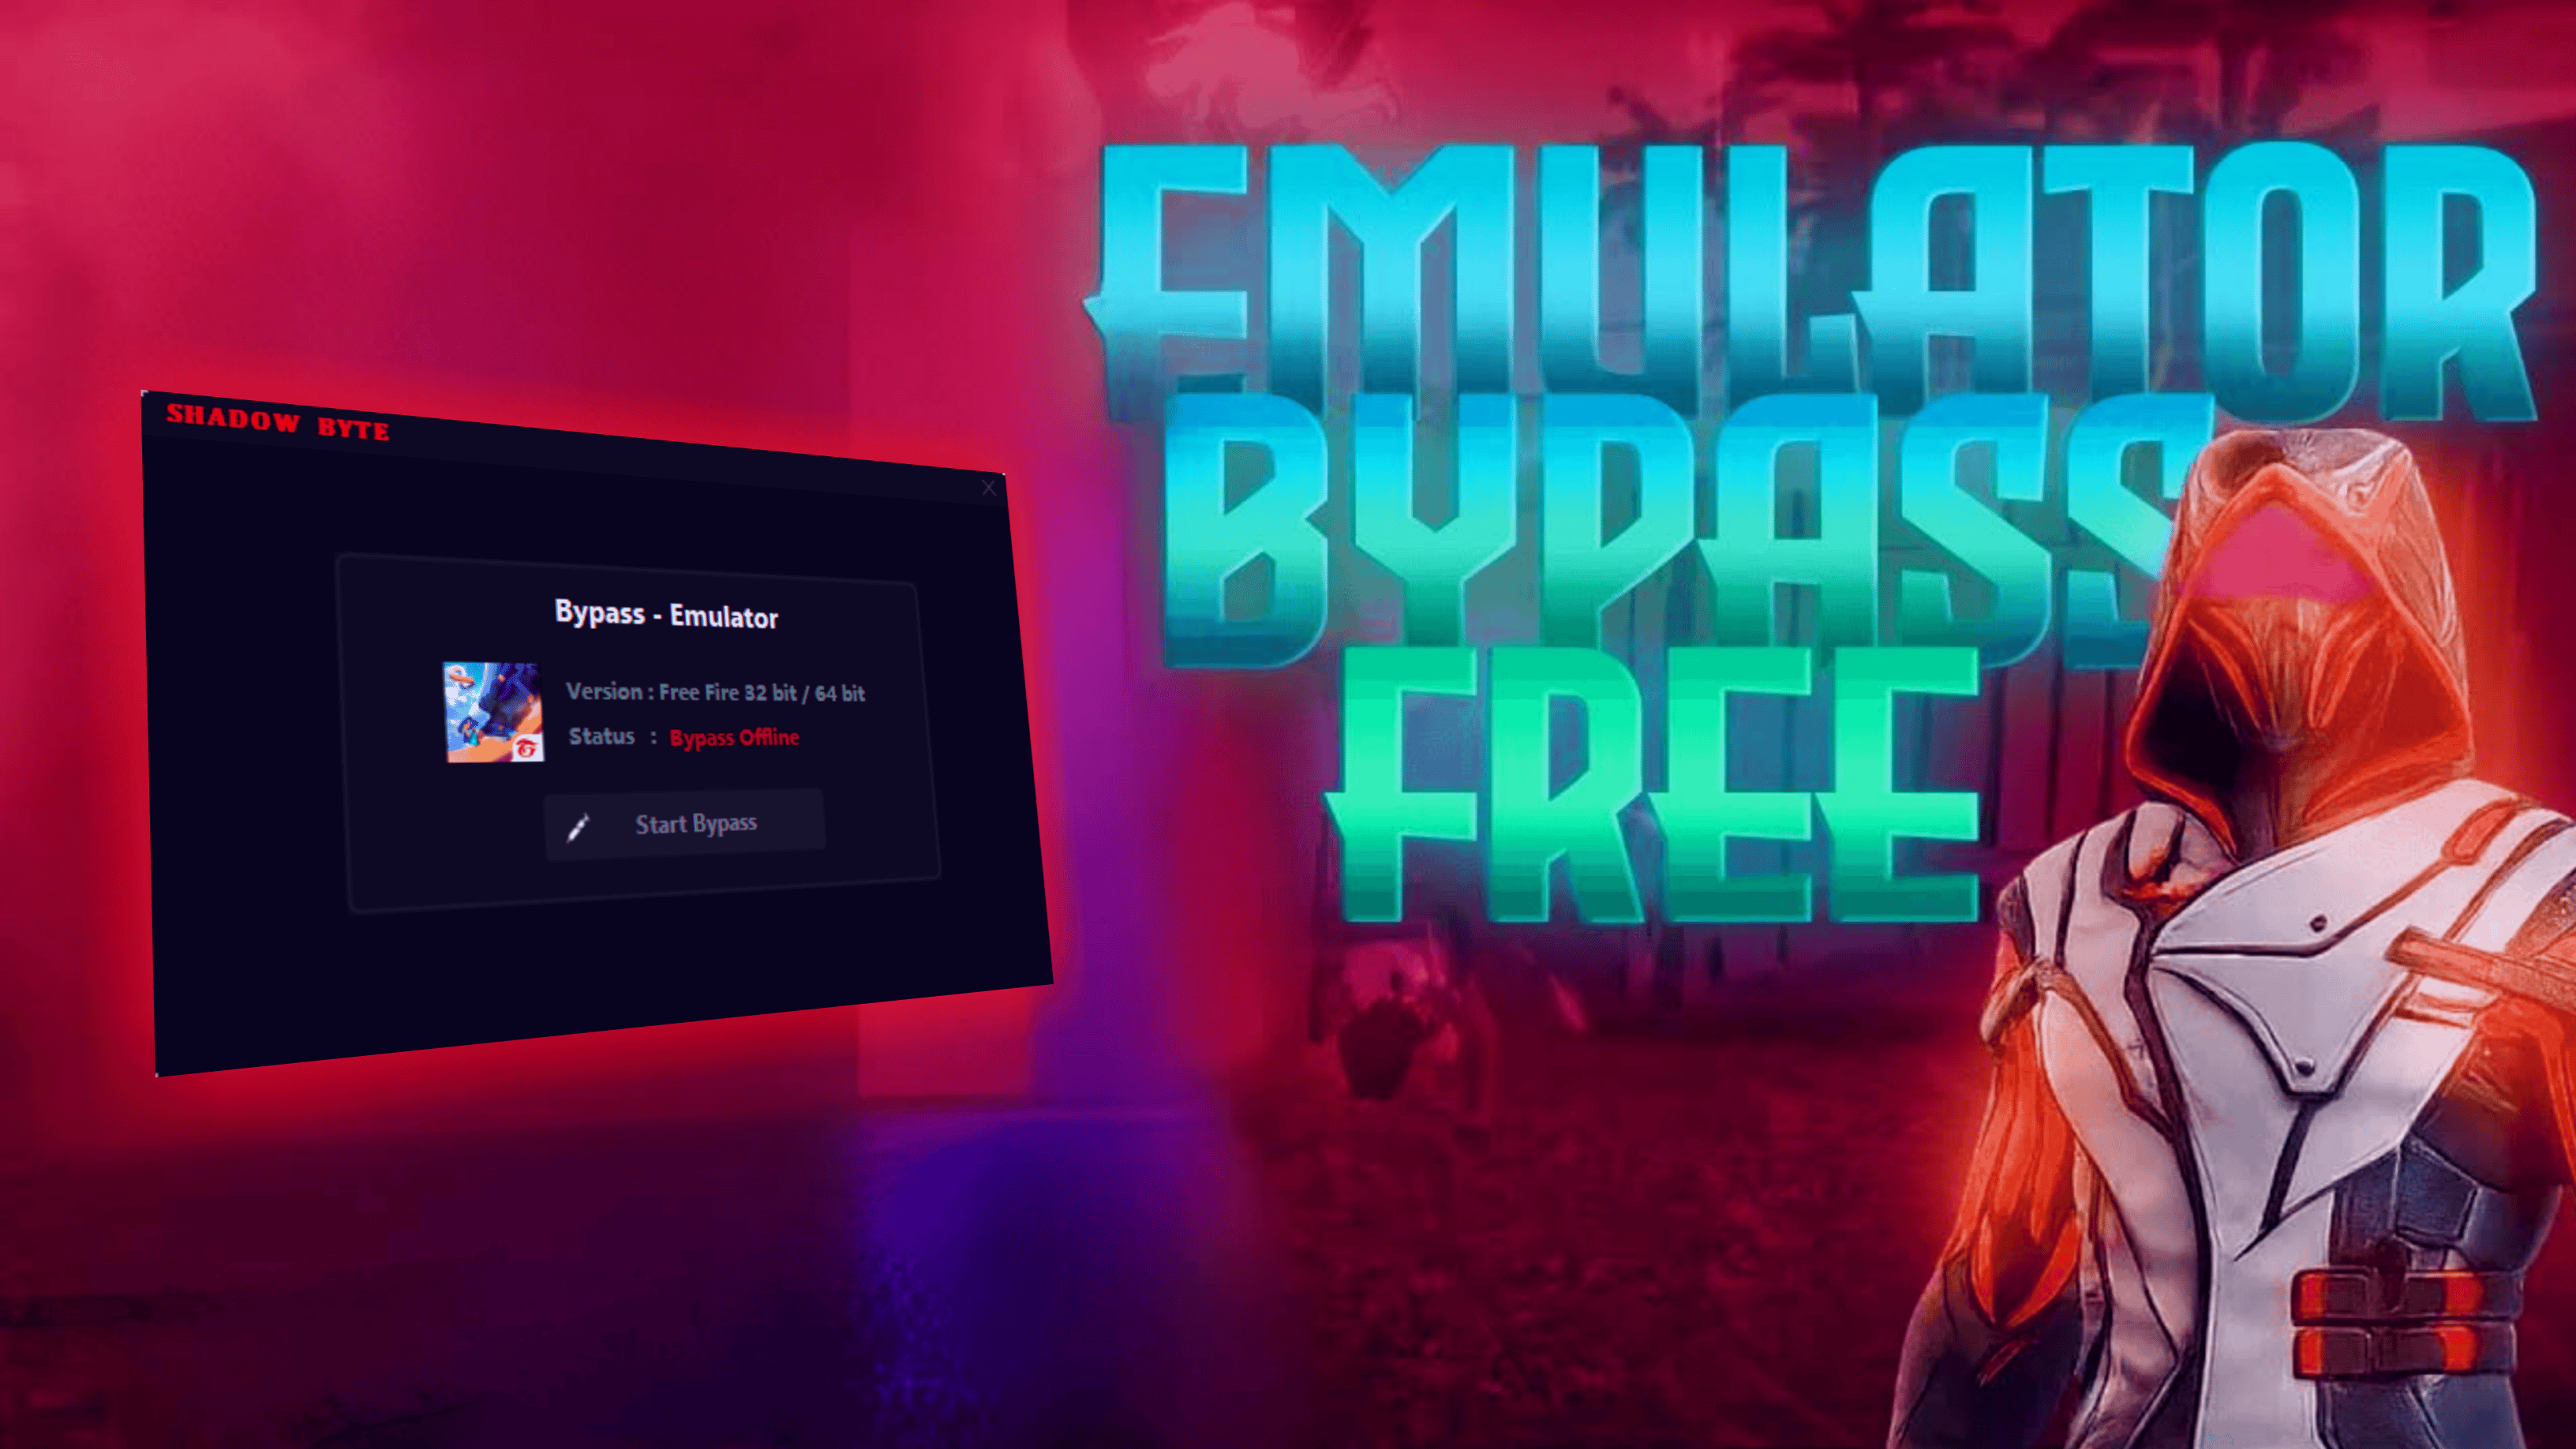 SHADOW BYTE
X
Bypass - Emulator
Version : Free Fire 32 bit / 64 bit
Status : Bypass Offline
Start Bypass
EMULATOR
BYPASS
FREE